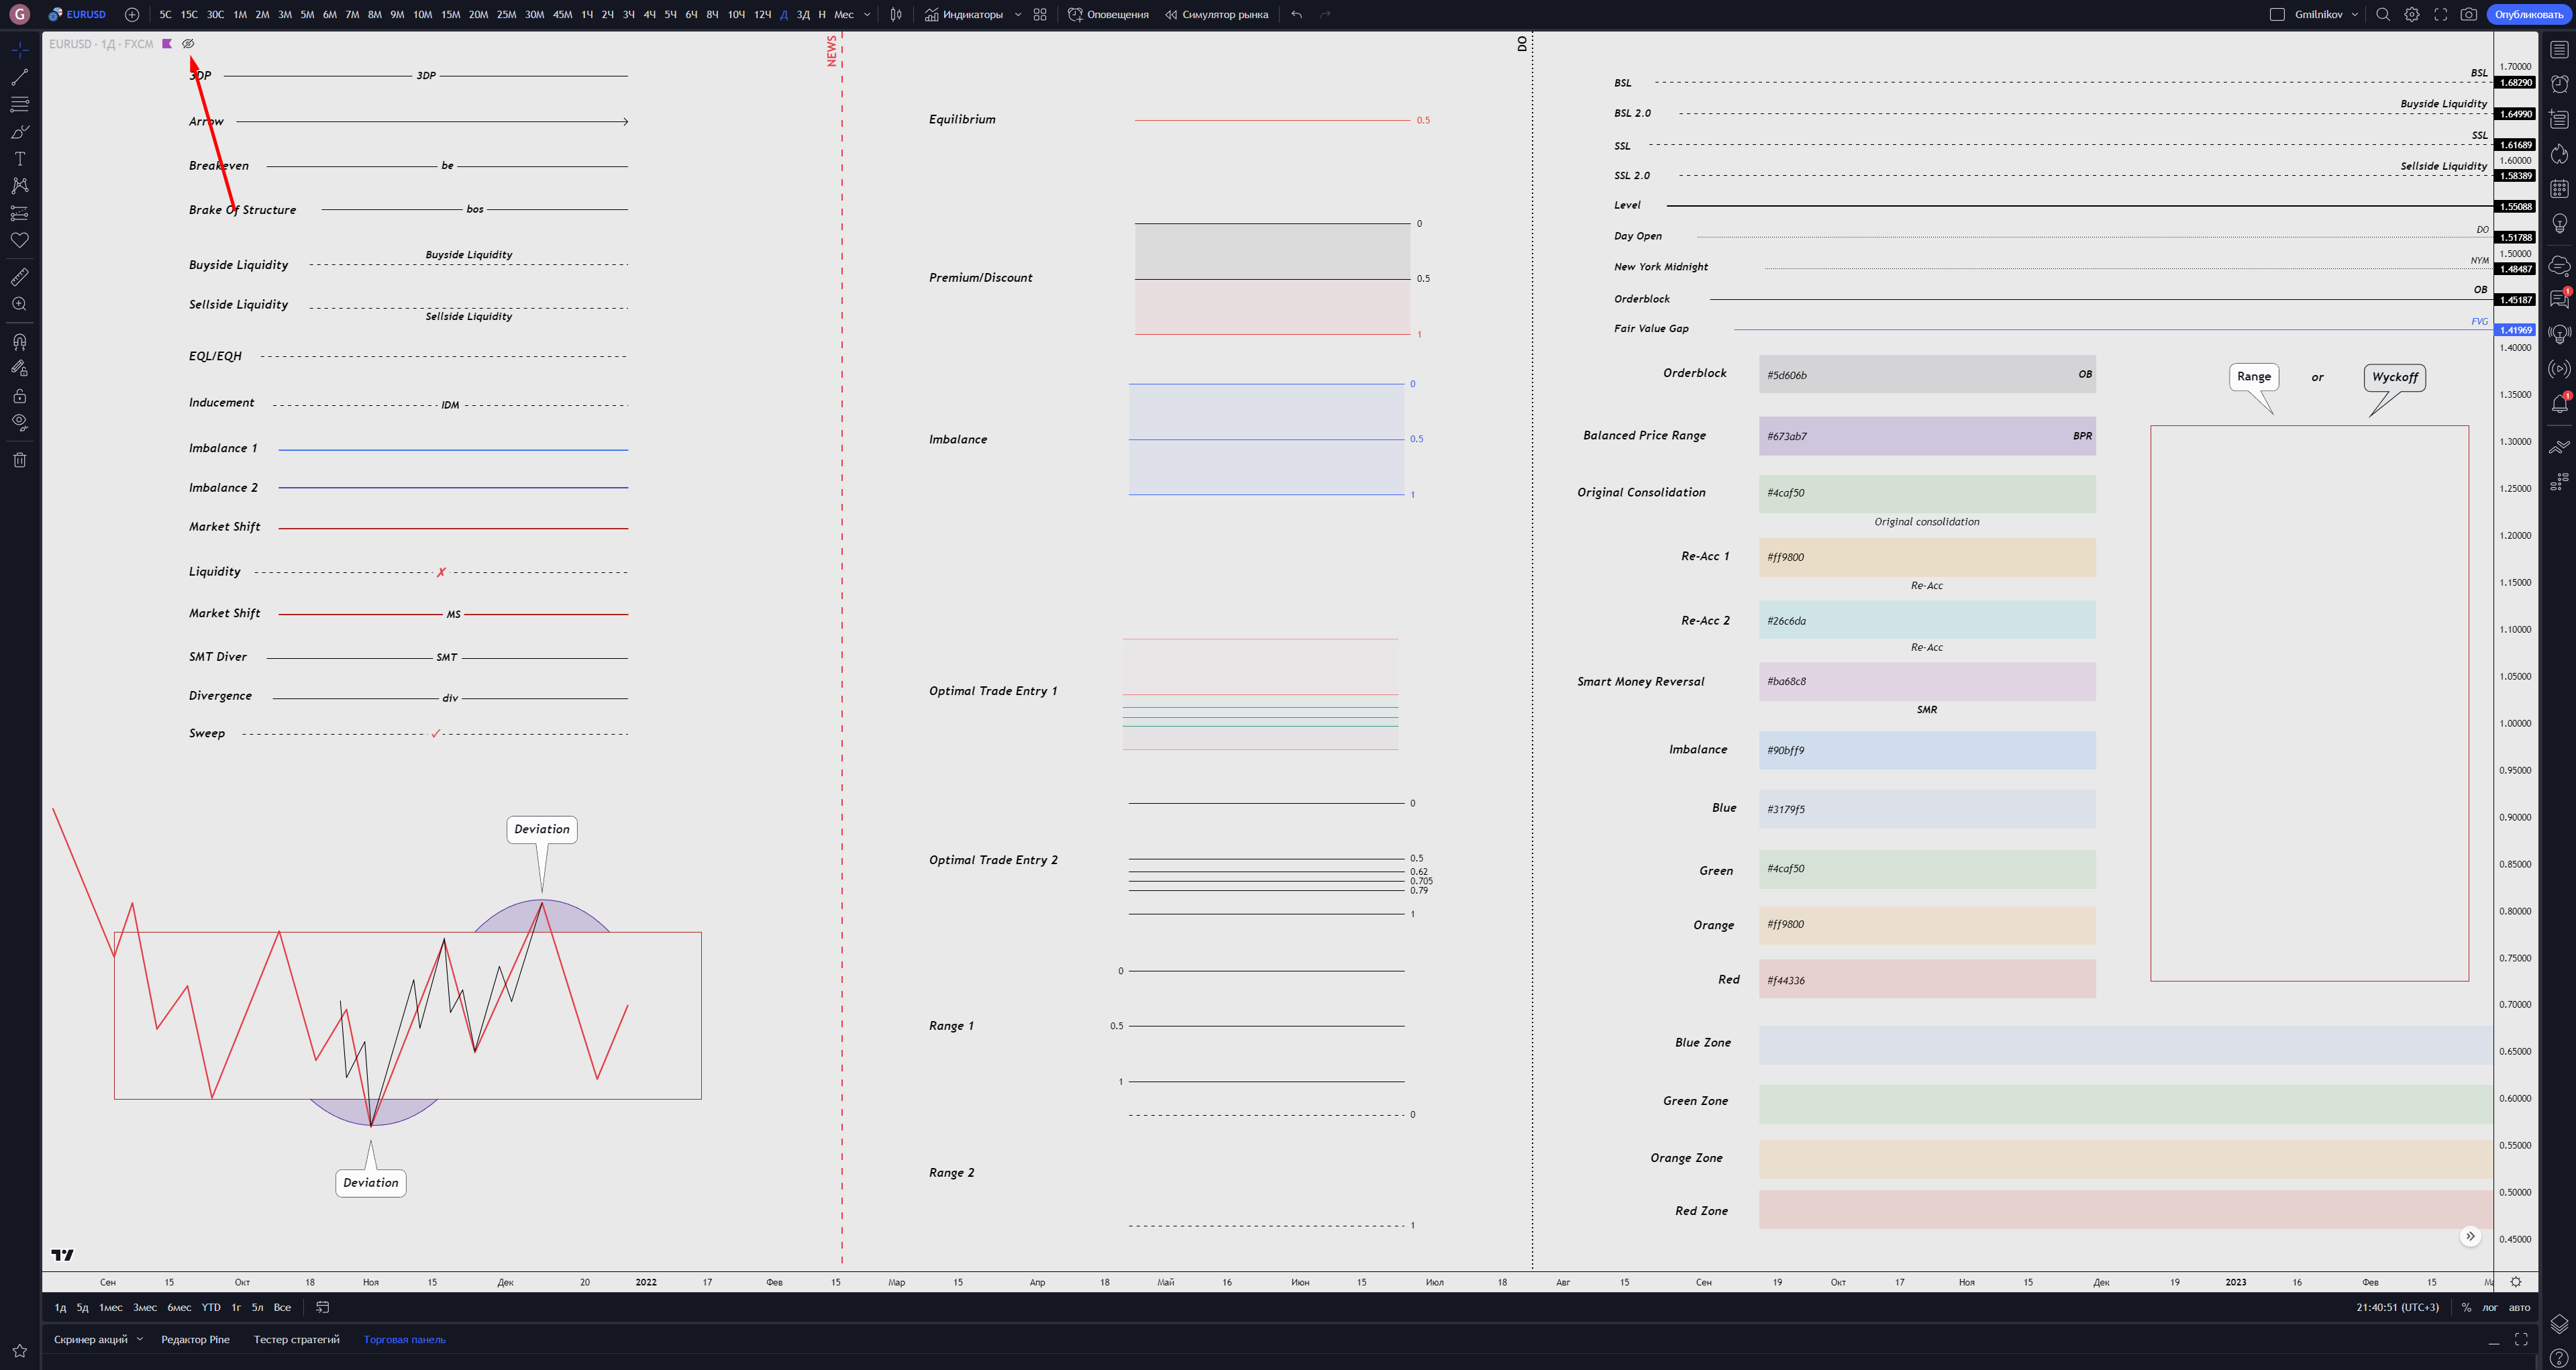 G EURUSD 5С 15С 30С 1М 2М 3М 5М 6М 7М 8М 9М 10М 15М 20М 25М 30М 45М 1Ч 2Ч 3Ч 4Ч 5Ч 6Ч 8Ч 10Ч 12Ч Д 3Д Н Мес Индикаторы Оповещения Симулятор рынка Gmilnikov Опубликовать
EURUSD · 1Д · FXCM
3DP 3DP
Arrow
Breakeven be
Brake Of Structure bos
Buyside Liquidity Buyside Liquidity
Sellside Liquidity Sellside Liquidity
EQL/EQH
Inducement IDM
Imbalance 1
Imbalance 2
Market Shift
Liquidity ✗
Market Shift MS
SMT Diver SMT
Divergence div
Sweep ✓
Deviation
Deviation
NEWS
Equilibrium 0.5
0
Premium/Discount 0.5
1
0
Imbalance 0.5
1
Optimal Trade Entry 1
0
0.5
Optimal Trade Entry 2
0.62
0.705
0.79
1
0
Range 1 0.5
1
0
Range 2
1
DO
BSL BSL
BSL 2.0 Buyside Liquidity
SSL SSL
SSL 2.0 Sellside Liquidity
Level
Day Open DO
New York Midnight NYM
Orderblock OB
Fair Value Gap FVG
Orderblock #5d606b OB
Balanced Price Range #673ab7 BPR
Original Consolidation #4caf50
Original consolidation
Re-Acc 1 #ff9800
Re-Acc
Re-Acc 2 #26c6da
Re-Acc
Smart Money Reversal #ba68c8
SMR
Imbalance #90bff9
Blue #3179f5
Green #4caf50
Orange #ff9800
Red #f44336
Blue Zone
Green Zone
Orange Zone
Red Zone
Range or Wyckoff
1.70000
1.68290
1.64990
1.61689
1.60000
1.58389
1.55088
1.51788
1.50000
1.48487
1.45187
1.41969
1.40000
1.35000
1.30000
1.25000
1.20000
1.15000
1.10000
1.05000
1.00000
0.95000
0.90000
0.85000
0.80000
0.75000
0.70000
0.65000
0.60000
0.55000
0.50000
0.45000
1
1
Сен 15 Окт 18 Ноя 15 Дек 20 2022 17 Фев 15 Мар 15 Апр 18 Май 16 Июн 15 Июл 18 Авг 15 Сен 19 Окт 17 Ноя 15 Дек 19 2023 16 Фев 15
1д 5д 1мес 3мес 6мес YTD 1г 5л Все 21:40:51 (UTC+3) % лог авто
Скринер акций Редактор Pine Тестер стратегий Торговая панель